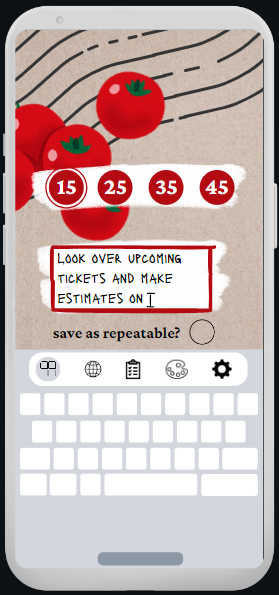 15 25 35 45
LOOK OVER UPCOMING
TICKETS AND MAKE
ESTIMATES ON
save as repeatable?